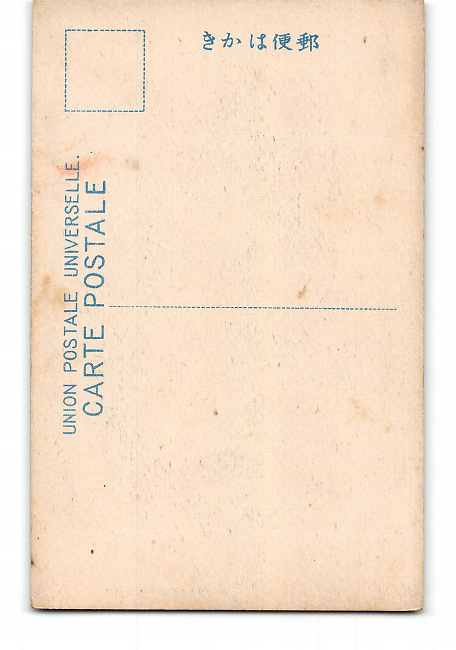 郵便はかき
UNION POSTALE UNIVERSELLE.
CARTE POSTALE